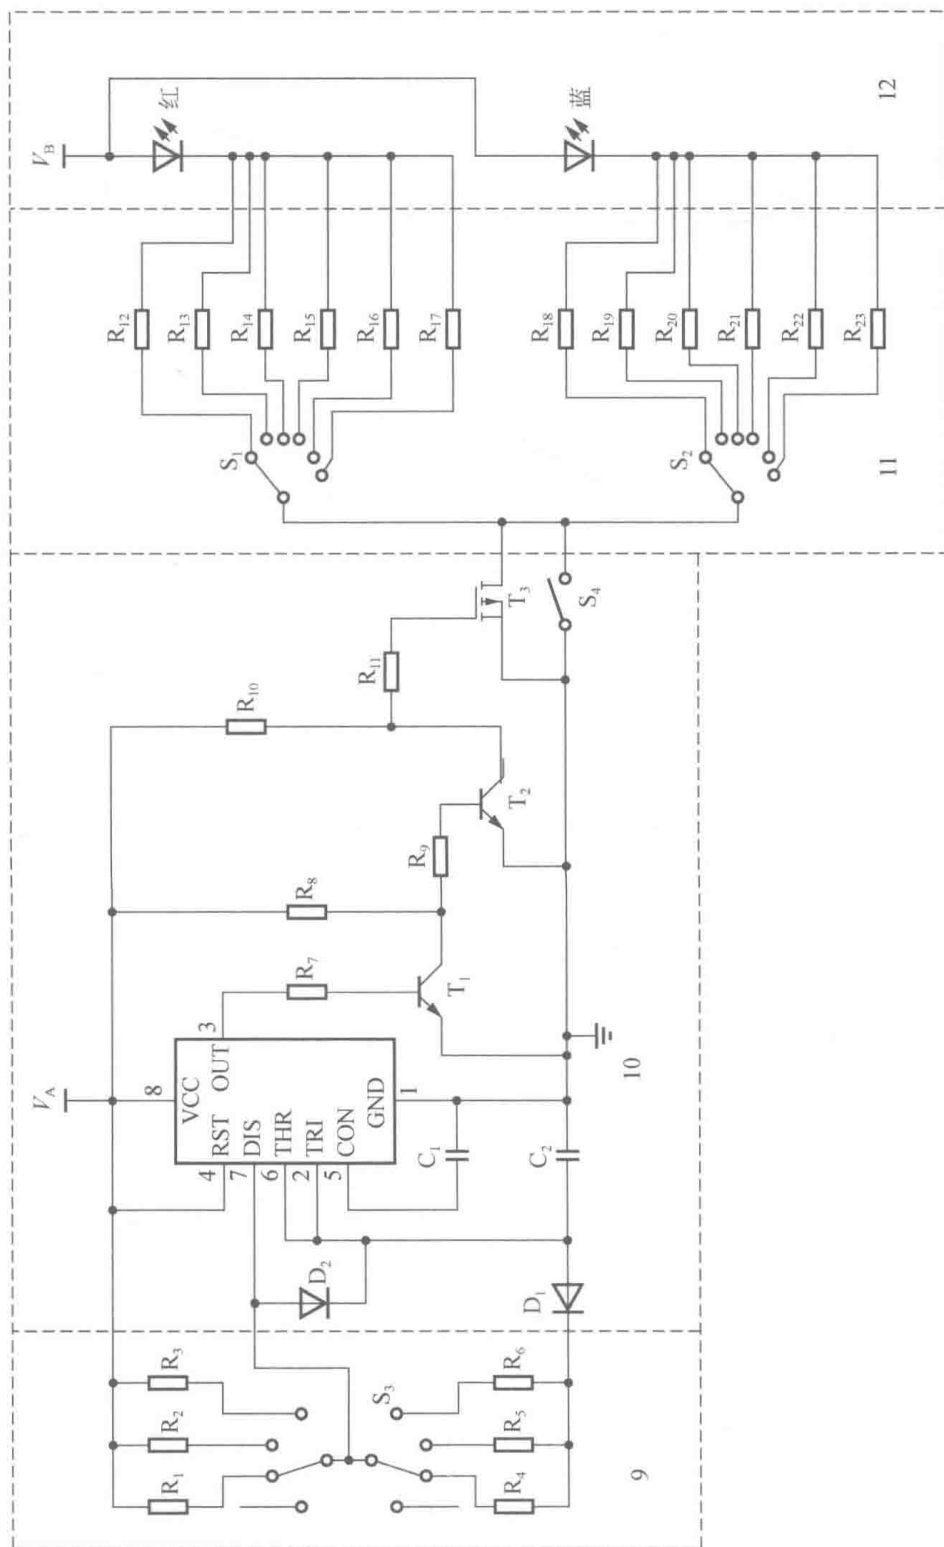 V_B
红
蓝
12
R₁₂
R₁₃
R₁₄
R₁₅
R₁₆
R₁₇
R₁₈
R₁₉
R₂₀
R₂₁
R₂₂
R₂₃
S₁
S₂
11
R₁₀
R₁₁
T₃
S₄
R₈
R₉
T₂
R₇
T₁
V_A
8
VCC
3
OUT
4
RST
7
DIS
6
THR
2
TRI
5
CON
GND
1
C₁
C₂
10
D₂
D₁
R₁
R₂
R₃
S₃
R₄
R₅
R₆
9